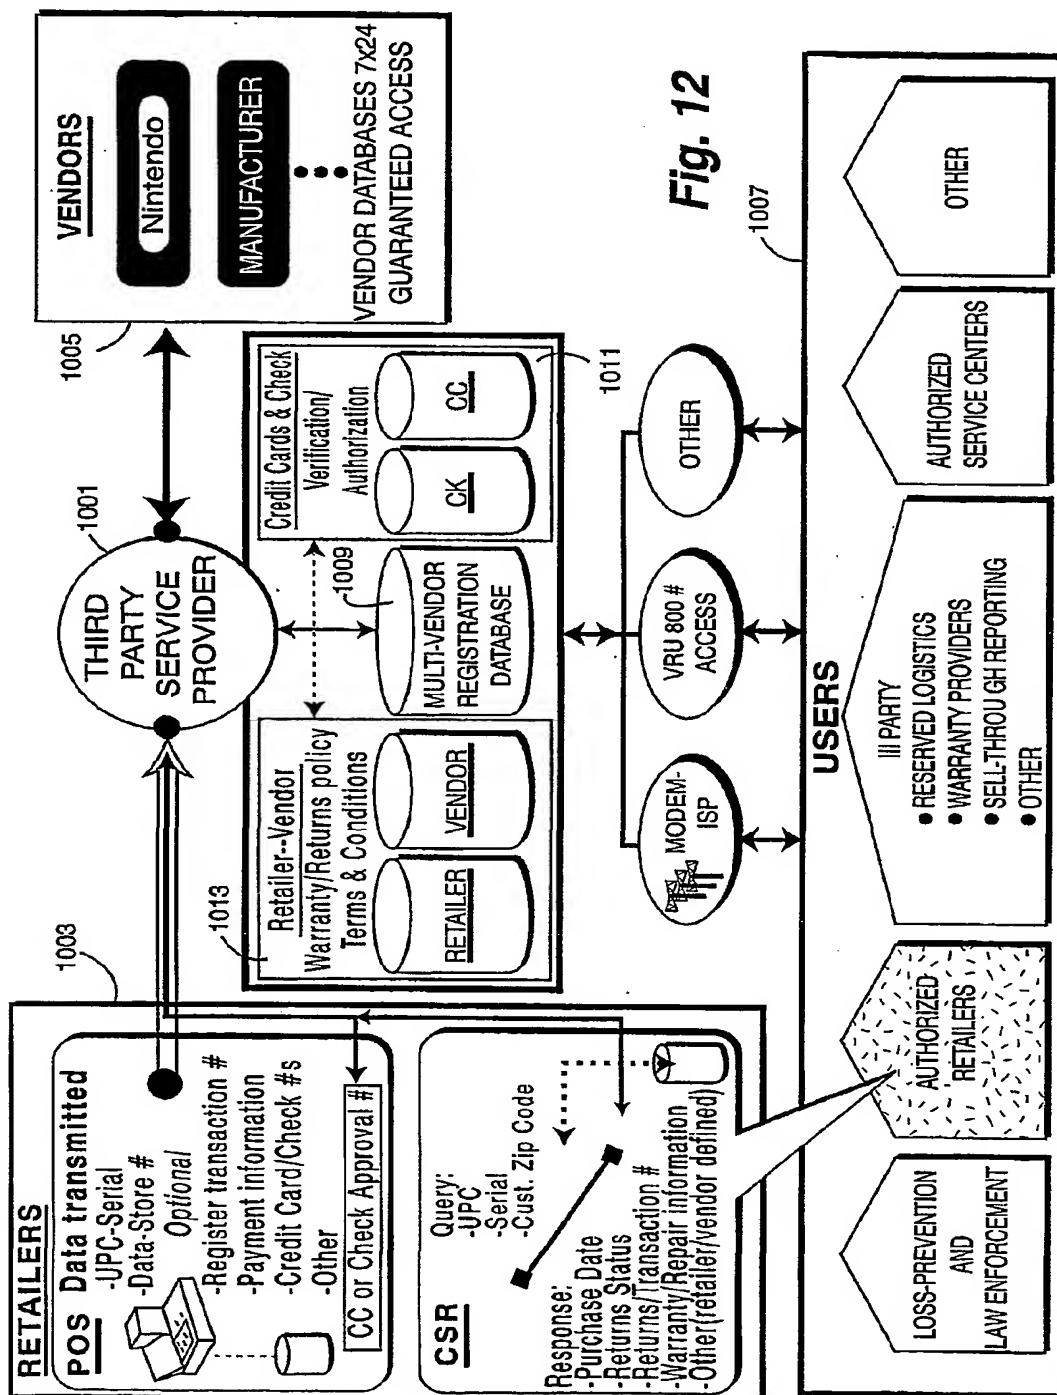 RETAILERS
1003
POS Data transmitted
-UPC-Serial
-Data-Store #
Optional
-Register transaction #
-Payment Information
-Credit Card/Check #s
-Other
CC or Check Approval #
CSR
Query:
-UPC
-Serial
-Cust. Zip Code
Response:
-Purchase Date
-Returns Status
-Returns/Transaction #
-Warranty/Repair information
-Other(retailer/vendor defined)
1001
THIRD
PARTY
SERVICE
PROVIDER
1005
VENDORS
Nintendo
MANUFACTURER
VENDOR DATABASES 7x24
GUARANTEED ACCESS
1013
Retailer--Vendor
Warranty/Returns policy
Terms & Conditions
RETAILER
VENDOR
1009
MULTI-VENDOR
REGISTRATION
DATABASE
Credit Cards & Check
Verification/
Authorization
CK
CC
1011
MODEM-
ISP
VRU 800 #
ACCESS
OTHER
Fig. 12
1007
USERS
LOSS-PREVENTION
AND
LAW ENFORCEMENT
AUTHORIZED
RETAILERS
III PARTY
● RESERVED LOGISTICS
● WARRANTY PROVIDERS
● SELL-THROU GH REPORTING
● OTHER
AUTHORIZED
SERVICE CENTERS
OTHER